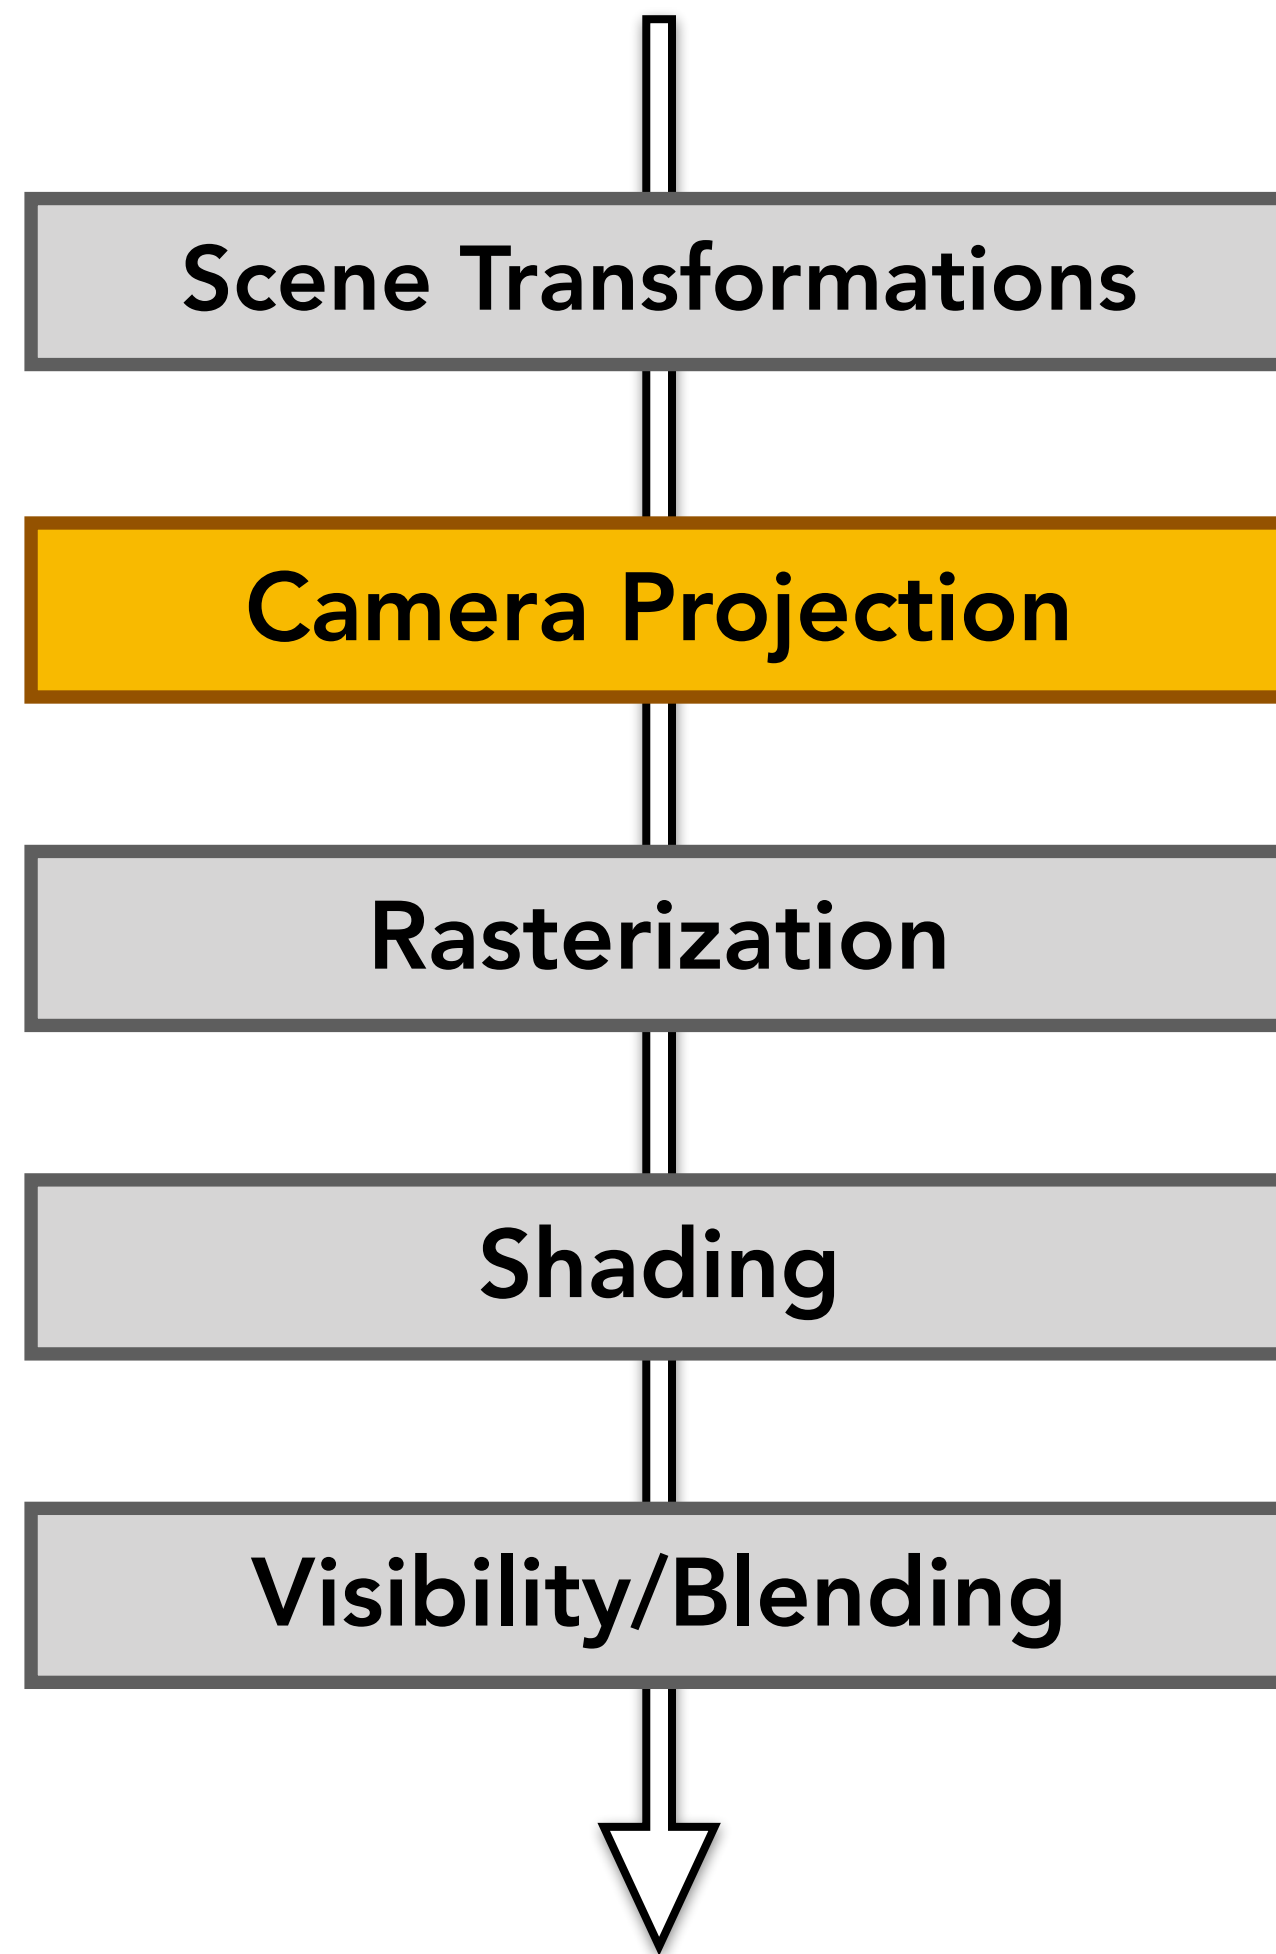 Scene Transformations
Camera Projection
Rasterization
Shading
Visibility/Blending